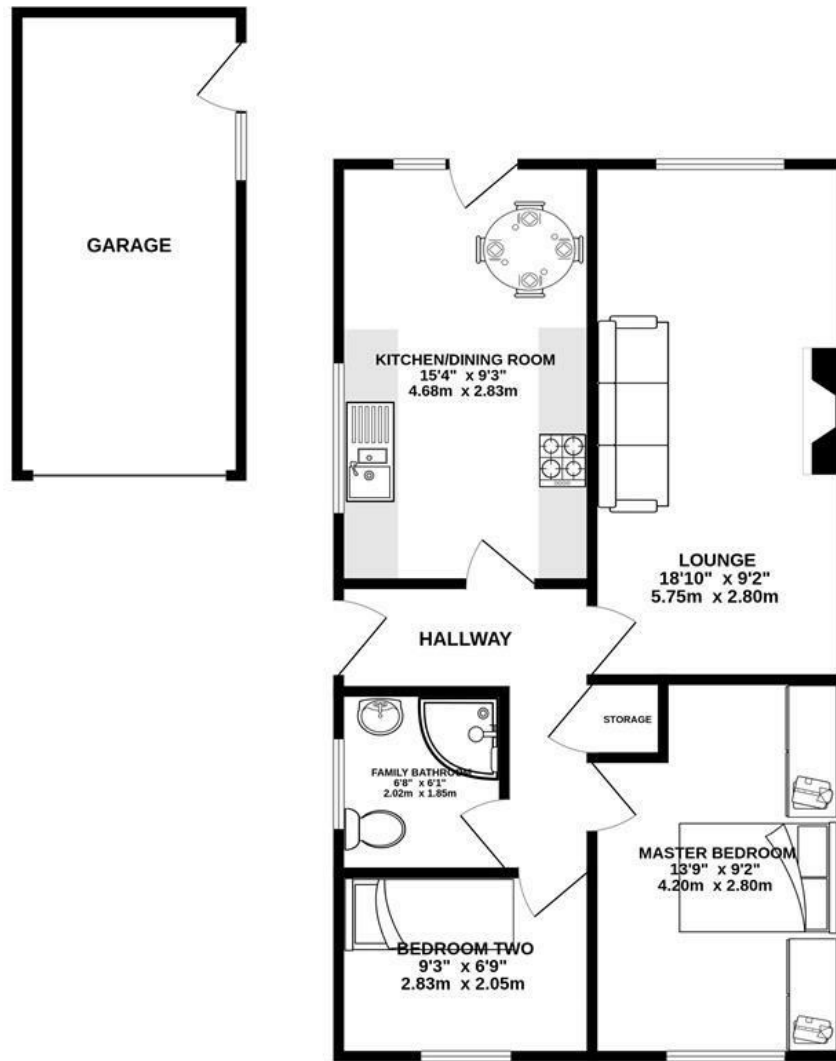 GARAGE
KITCHEN/DINING ROOM
15'4" x 9'3"
4.68m x 2.83m
LOUNGE
18'10" x 9'2"
5.75m x 2.80m
HALLWAY
STORAGE
FAMILY BATHROOM
6'8" x 6'1"
2.02m x 1.85m
MASTER BEDROOM
13'9" x 9'2"
4.20m x 2.80m
BEDROOM TWO
9'3" x 6'9"
2.83m x 2.05m